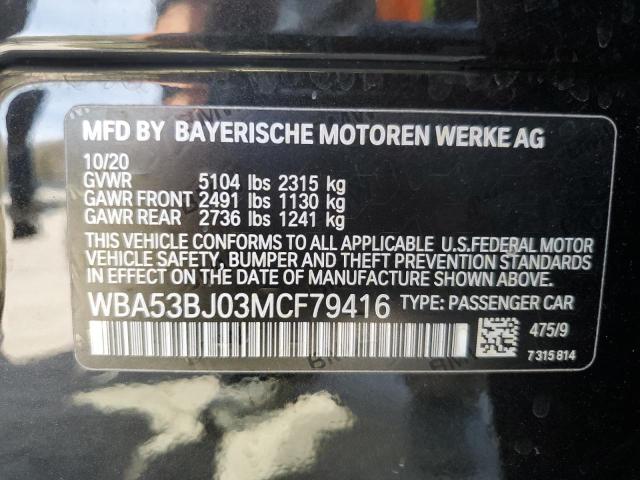 MFD BY BAYERISCHE MOTOREN WERKE AG
10/20
GVWR 5104 lbs 2315 kg
GAWR FRONT 2491 lbs 1130 kg
GAWR REAR 2736 lbs 1241 kg
THIS VEHICLE CONFORMS TO ALL APPLICABLE U.S.FEDERAL MOTOR
VEHICLE SAFETY, BUMPER AND THEFT PREVENTION STANDARDS
IN EFFECT ON THE DATE OF MANUFACTURE SHOWN ABOVE.
WBA53BJ03MCF79416 TYPE: PASSENGER CAR
475/9
7 315 814